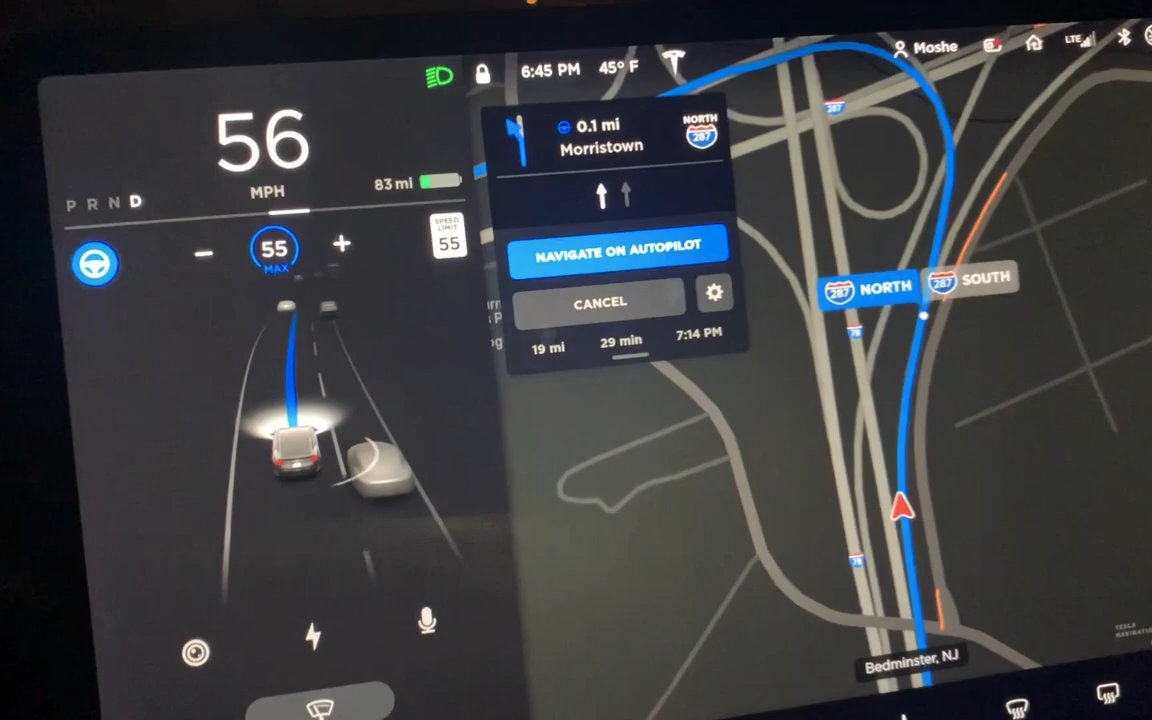 6:45 PM 45° F
Moshe
LTE
56
MPH
83 mi
P R N D
55
MAX
SPEED
LIMIT
55
0.1 mi
Morristown
NORTH
287
NAVIGATE ON AUTOPILOT
CANCEL
19 mi 29 min 7:14 PM
287
287 NORTH
287 SOUTH
78
78
Bedminster, NJ
TESLA